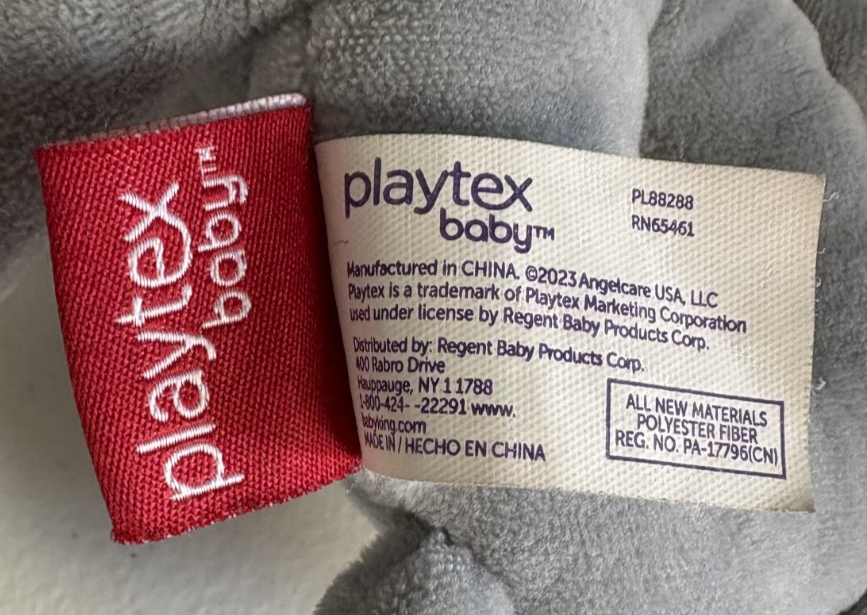 playtex
baby™
playtex
baby™
PL88288
RN65461
Manufactured in CHINA. ©2023 Angelcare USA, LLC
Playtex is a trademark of Playtex Marketing Corporation
used under license by Regent Baby Products Corp.
Distributed by: Regent Baby Products Corp.
400 Rabro Drive
Hauppauge, NY 1 1788
1-800-424- -22291 www.
babyking.com
MADE IN / HECHO EN CHINA
ALL NEW MATERIALS
POLYESTER FIBER
REG. NO. PA-17796(CN)